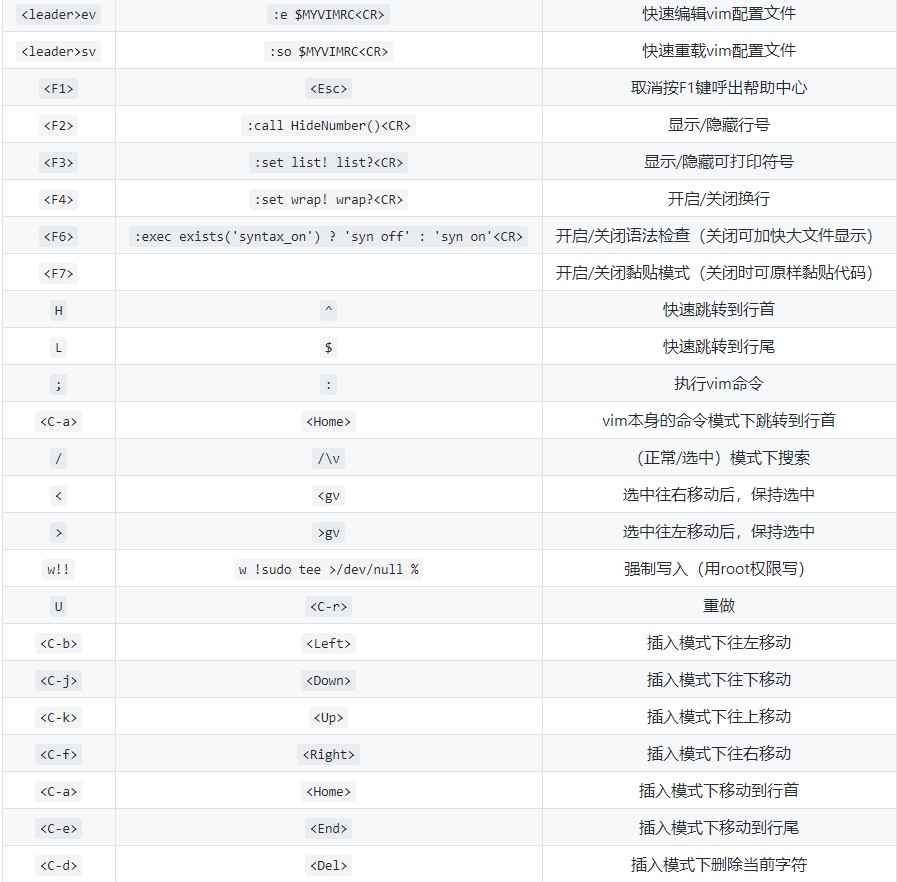 <leader>ev :e $MYVIMRC<CR> 快速编辑vim配置文件
<leader>sv :so $MYVIMRC<CR> 快速重载vim配置文件
<F1> <Esc> 取消按F1键呼出帮助中心
<F2> :call HideNumber()<CR> 显示/隐藏行号
<F3> :set list! list?<CR> 显示/隐藏可打印符号
<F4> :set wrap! wrap?<CR> 开启/关闭换行
<F6> :exec exists('syntax_on') ? 'syn off' : 'syn on'<CR> 开启/关闭语法检查（关闭可加快大文件显示）
<F7> 开启/关闭黏贴模式（关闭时可原样黏贴代码）
H ^ 快速跳转到行首
L $ 快速跳转到行尾
; : 执行vim命令
<C-a> <Home> vim本身的命令模式下跳转到行首
/ /\v （正常/选中）模式下搜索
< <gv 选中往右移动后，保持选中
> >gv 选中往左移动后，保持选中
w!! w !sudo tee >/dev/null % 强制写入（用root权限写）
U <C-r> 重做
<C-b> <Left> 插入模式下往左移动
<C-j> <Down> 插入模式下往下移动
<C-k> <Up> 插入模式下往上移动
<C-f> <Right> 插入模式下往右移动
<C-a> <Home> 插入模式下移动到行首
<C-e> <End> 插入模式下移动到行尾
<C-d> <Del> 插入模式下删除当前字符